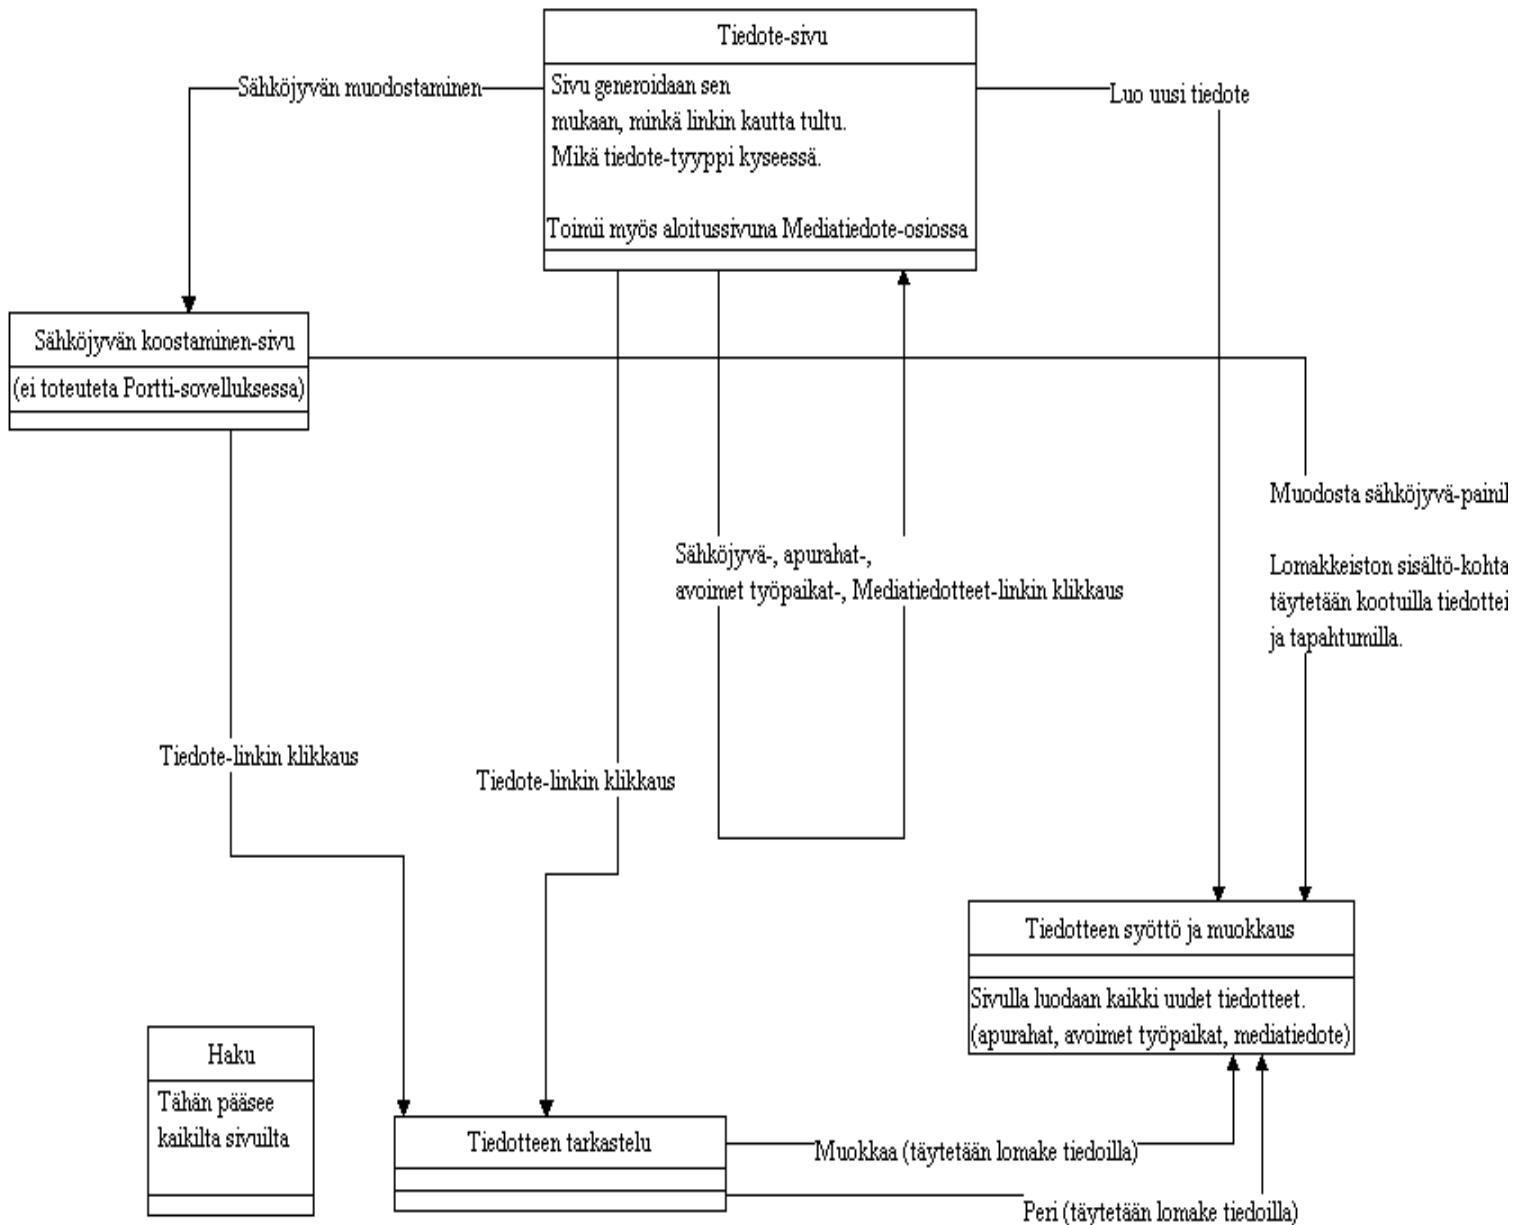 Tiedote-sivu
Sähköjyvän muodostaminen
Sivu generoidaan sen
mukaan, minkä linkin kautta tultu.
Mikä tiedote-tyyppi kyseessä.
Toimii myös aloitussivuna Mediatiedote-osiossa
Luo uusi tiedote
Sähköjyvän koostaminen-sivu
(ei toteuteta Portti-sovelluksessa)
Muodosta sähköjyvä-painil
Lomakkeiston sisältö-kohta
täytetään kootuilla tiedottei
ja tapahtumilla.
Sähköjyvä-, apurahat-,
avoimet työpaikat-, Mediatiedotteet-linkin klikkaus
Tiedote-linkin klikkaus
Tiedote-linkin klikkaus
Tiedotteen syöttö ja muokkaus
Sivulla luodaan kaikki uudet tiedotteet.
(apurahat, avoimet työpaikat, mediatiedote)
Haku
Tähän pääsee
kaikilta sivuilta
Tiedotteen tarkastelu
Muokkaa (täytetään lomake tiedoilla)
Peri (täytetään lomake tiedoilla)